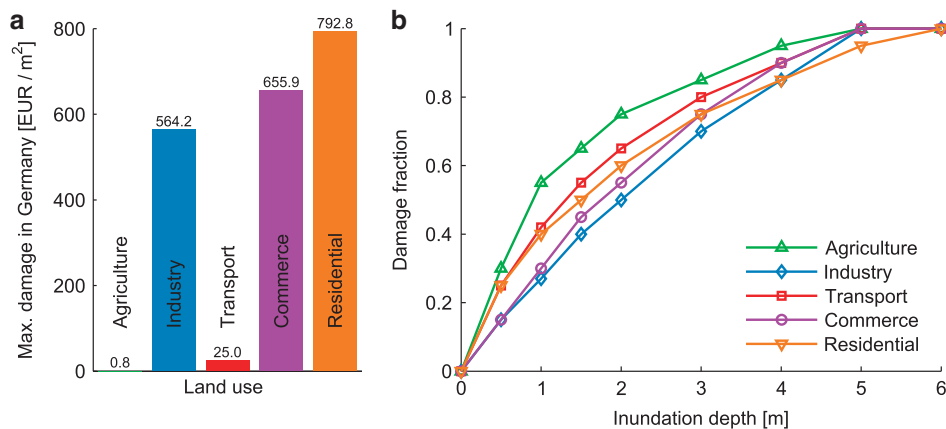 a
Max. damage in Germany [EUR / m²]
800
600
400
200
0
0.8
564.2
25.0
655.9
792.8
Agriculture
Industry
Transport
Commerce
Residential
Land use
b
Damage fraction
1
0.8
0.6
0.4
0.2
0
0
1
2
3
4
5
6
Inundation depth [m]
Agriculture
Industry
Transport
Commerce
Residential